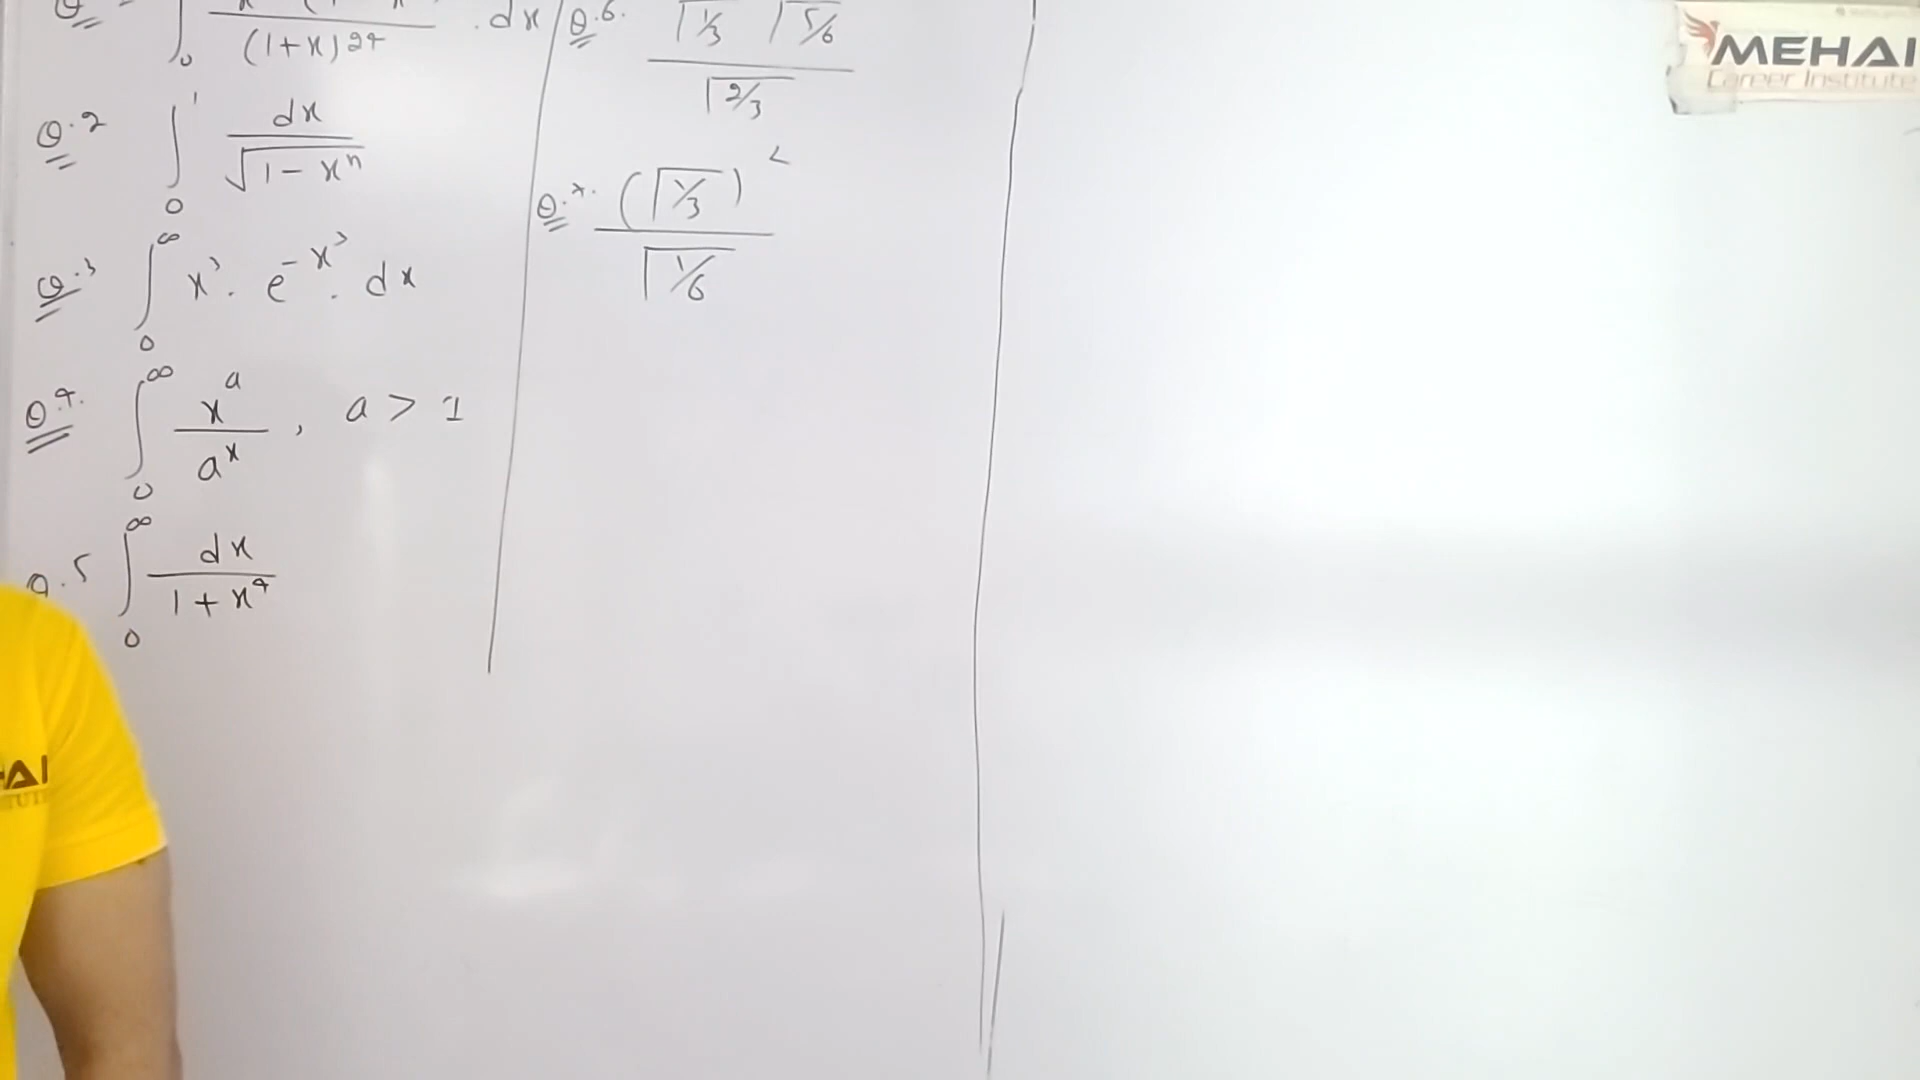 ∫₀ / (1+x)²⁴ . dx
Q.2 ∫₀¹ dx / √(1 - xⁿ)
Q.3 ∫₀^∞ x³ . e^(-x³) . dx
Q.4. ∫₀^∞ x^a / a^x , a > 1
Q.5 ∫₀^∞ dx / (1 + x⁴)
Q.6. Γ1/3 Γ5/6 / Γ2/3
Q.7. (Γ1/3)² / Γ1/6
MEHAI
Career Institute